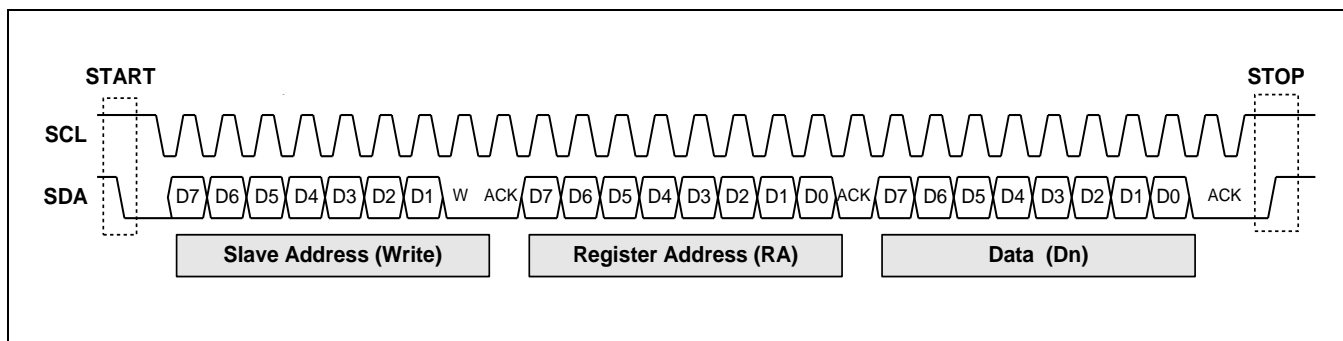 START STOP
SCL
SDA D7 D6 D5 D4 D3 D2 D1 W ACK D7 D6 D5 D4 D3 D2 D1 D0 ACK D7 D6 D5 D4 D3 D2 D1 D0 ACK
Slave Address (Write) Register Address (RA) Data (Dn)